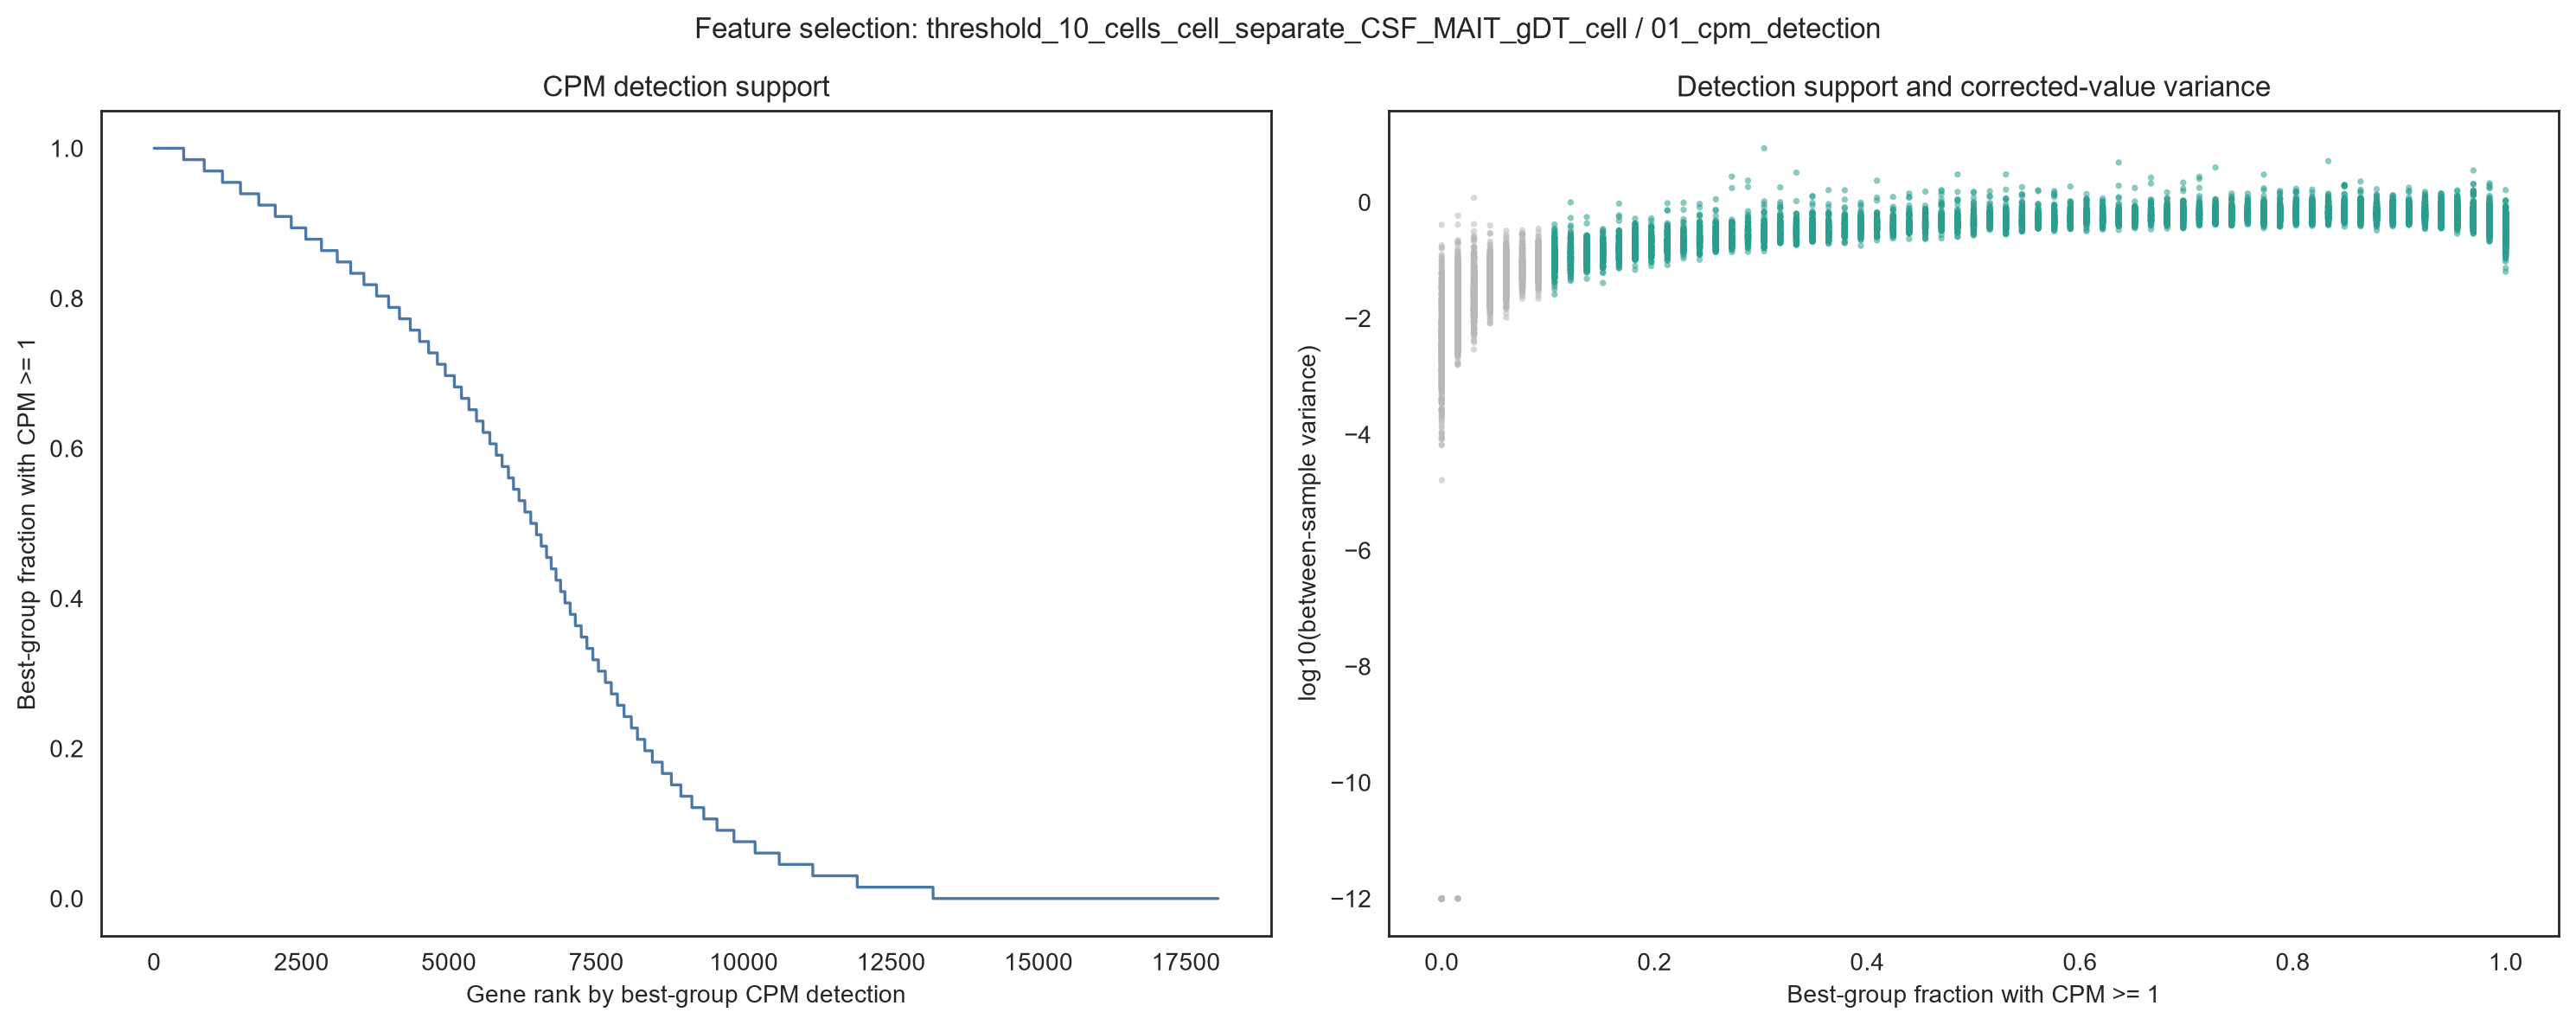 Feature selection: threshold_10_cells_cell_separate_CSF_MAIT_gDT_cell / 01_cpm_detection
CPM detection support
Best-group fraction with CPM >= 1
1.0
0.8
0.6
0.4
0.2
0.0
0 2500 5000 7500 10000 12500 15000 17500
Gene rank by best-group CPM detection
Detection support and corrected-value variance
log10(between-sample variance)
0
−2
−4
−6
−8
−10
−12
0.0 0.2 0.4 0.6 0.8 1.0
Best-group fraction with CPM >= 1